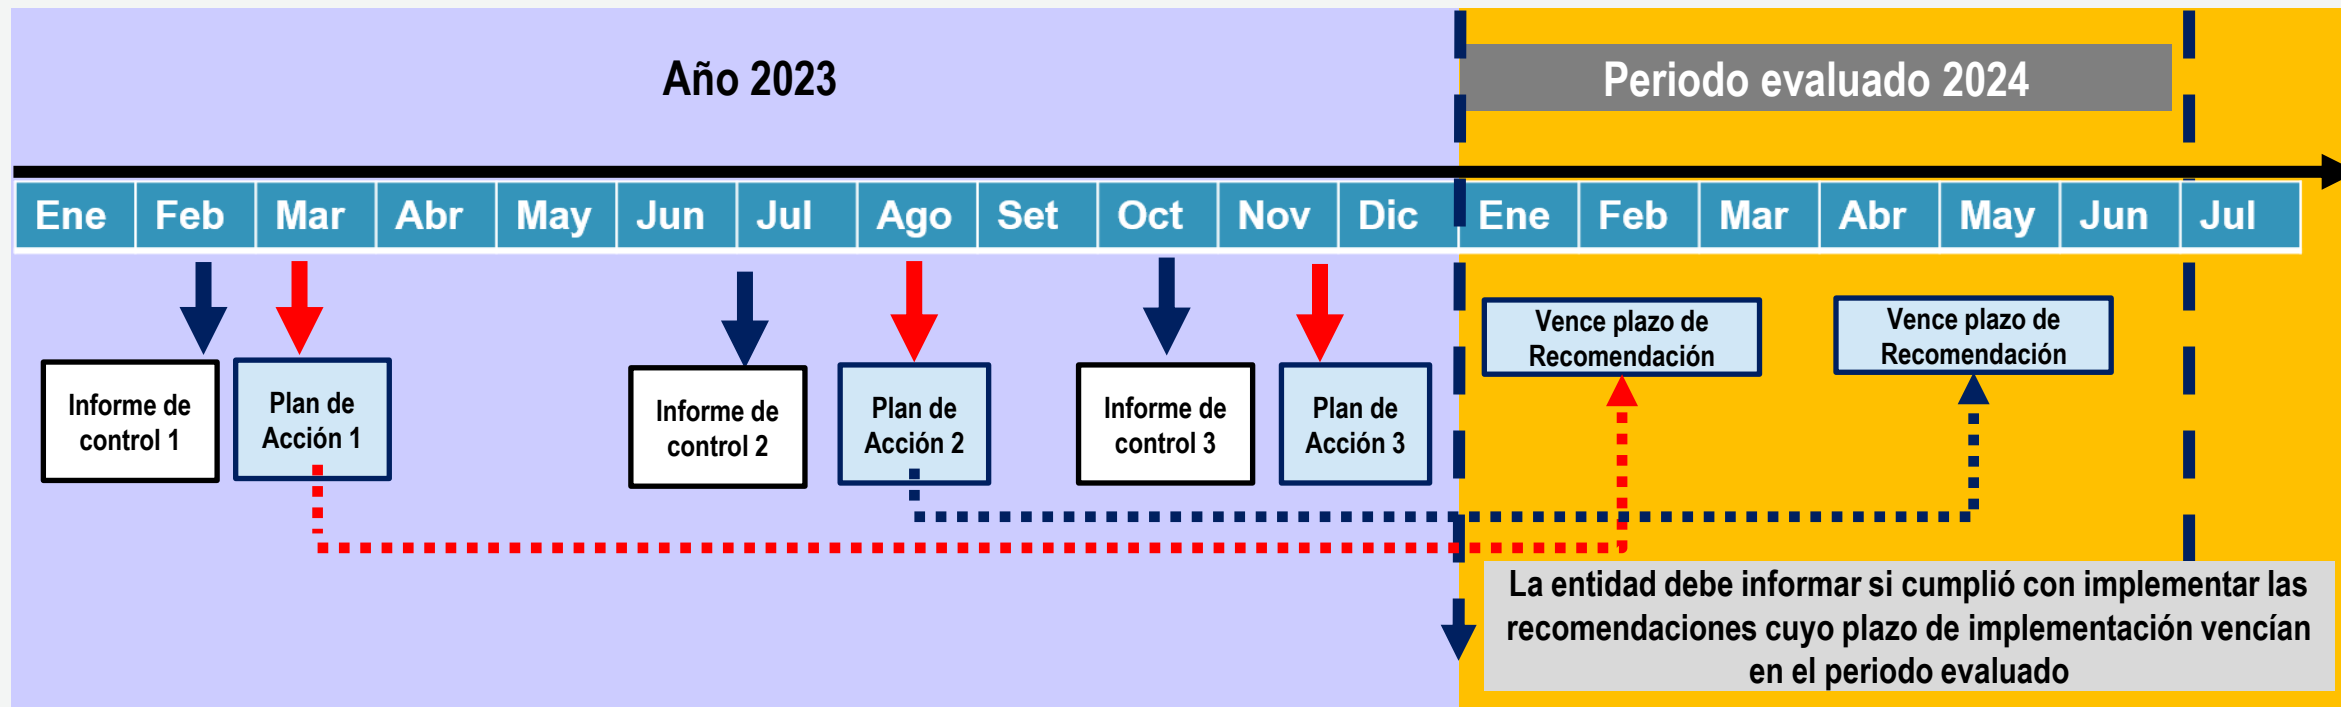 Año 2023
Periodo evaluado 2024
Ene Feb Mar Abr May Jun Jul Ago Set Oct Nov Dic Ene Feb Mar Abr May Jun Jul
Informe de
control 1
Plan de
Acción 1
Informe de
control 2
Plan de
Acción 2
Informe de
control 3
Plan de
Acción 3
Vence plazo de
Recomendación
Vence plazo de
Recomendación
La entidad debe informar si cumplió con implementar las
recomendaciones cuyo plazo de implementación vencían
en el periodo evaluado